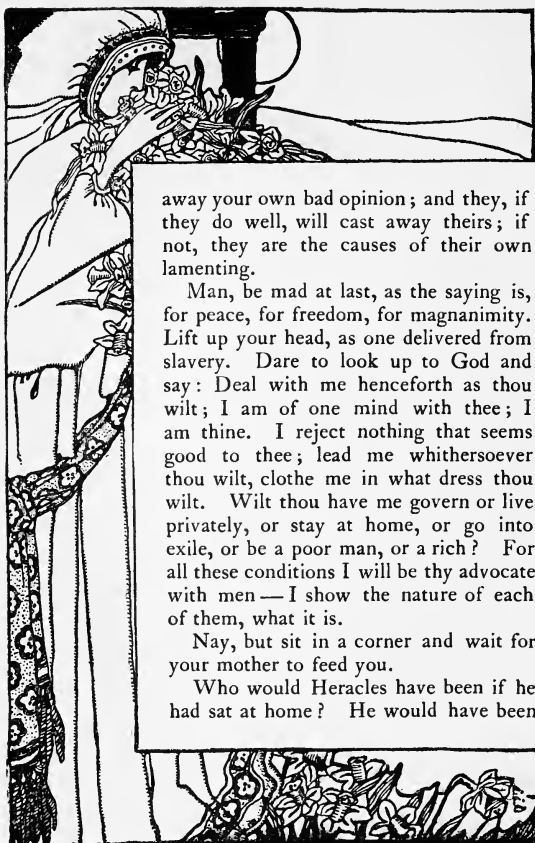 away your own bad opinion; and they, if
they do well, will cast away theirs; if
not, they are the causes of their own
lamenting.
Man, be mad at last, as the saying is,
for peace, for freedom, for magnanimity.
Lift up your head, as one delivered from
slavery. Dare to look up to God and
say: Deal with me henceforth as thou
wilt; I am of one mind with thee; I
am thine. I reject nothing that seems
good to thee; lead me whithersoever
thou wilt, clothe me in what dress thou
wilt. Wilt thou have me govern or live
privately, or stay at home, or go into
exile, or be a poor man, or a rich? For
all these conditions I will be thy advocate
with men—I show the nature of each
of them, what it is.
Nay, but sit in a corner and wait for
your mother to feed you.
Who would Heracles have been if he
had sat at home? He would have been